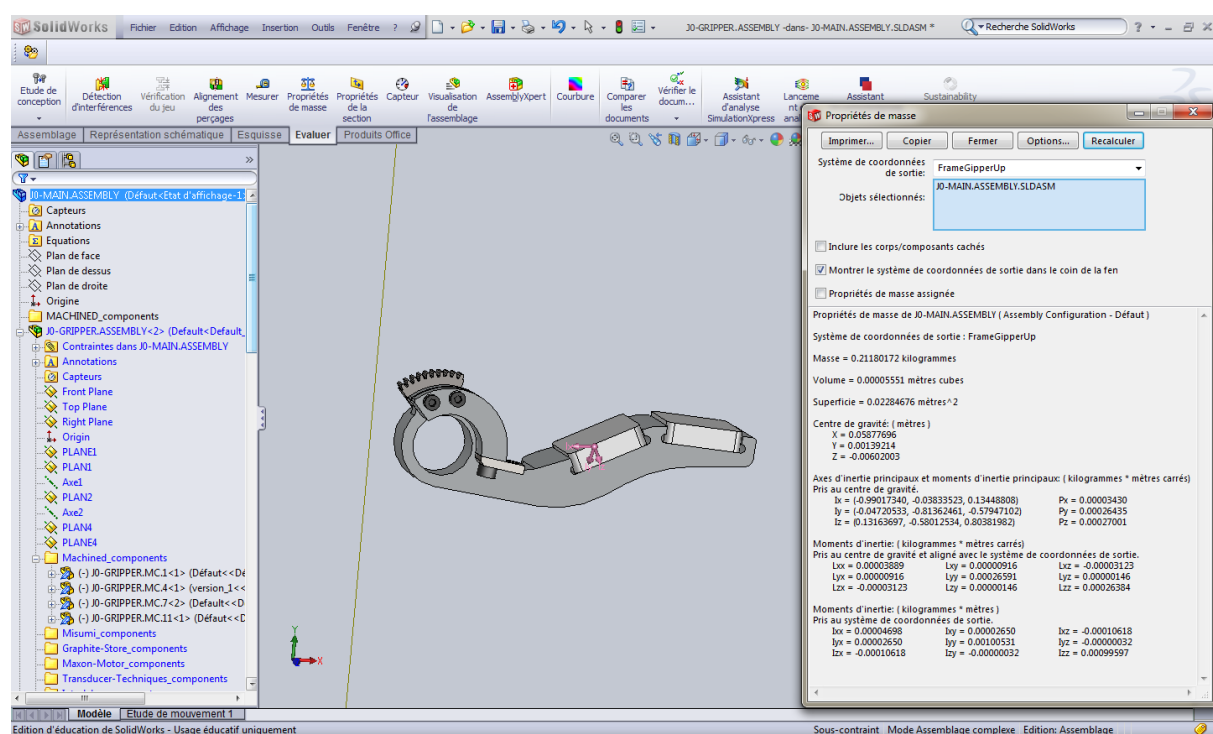 SolidWorks Fichier Edition Affichage Insertion Outils Fenêtre ? J0-GRIPPER.ASSEMBLY -dans- J0-MAIN.ASSEMBLY.SLDASM * Recherche SolidWorks
Etude de conception
Détection d'interférences
Vérification du jeu
Alignement des perçages
Mesurer
Propriétés de masse
Propriétés de la section
Capteur
Visualisation de l'assemblage
AssemblyXpert
Courbure
Comparer les documents
Vérifier le docum...
Assistant d'analyse SimulationXpress
Lanceme
Assistant
Sustainability
Assemblage Représentation schématique Esquisse Evaluer Produits Office
J0-MAIN.ASSEMBLY (Défaut<Etat d'affichage-1>
Capteurs
Annotations
Equations
Plan de face
Plan de dessus
Plan de droite
Origine
MACHINED_components
J0-GRIPPER.ASSEMBLY<2> (Default<Default_
Contraintes dans J0-MAIN.ASSEMBLY
Annotations
Capteurs
Front Plane
Top Plane
Right Plane
Origin
PLANE1
PLAN1
Axe1
PLAN2
Axe2
PLAN4
PLANE4
Machined_components
(-) J0-GRIPPER.MC.1<1> (Défaut<<Dé
(-) J0-GRIPPER.MC.4<1> (version_1<<
(-) J0-GRIPPER.MC.7<2> (Default<<D
(-) J0-GRIPPER.MC.11<1> (Défaut<<D
Misumi_components
Graphite-Store_components
Maxon-Motor_components
Transducer-Techniques_components
Y
X
Modèle Etude de mouvement 1
Edition d'éducation de SolidWorks - Usage éducatif uniquement
Sous-contraint Mode Assemblage complexe Edition: Assemblage
Propriétés de masse
Imprimer... Copier Fermer Options... Recalculer
Système de coordonnées
de sortie: FrameGipperUp
Objets sélectionnés: J0-MAIN.ASSEMBLY.SLDASM
Inclure les corps/composants cachés
Montrer le système de coordonnées de sortie dans le coin de la fen
Propriétés de masse assignée
Propriétés de masse de J0-MAIN.ASSEMBLY ( Assembly Configuration - Défaut )
Système de coordonnées de sortie : FrameGipperUp
Masse = 0.21180172 kilogrammes
Volume = 0.00005551 mètres cubes
Superficie = 0.02284676 mètres^2
Centre de gravité: ( mètres )
X = 0.05877696
Y = 0.00139214
Z = -0.00602003
Axes d'inertie principaux et moments d'inertie principaux: ( kilogrammes * mètres carrés)
Pris au centre de gravité.
Ix = (-0.99017340, -0.03833523, 0.13448808) Px = 0.00003430
Iy = (-0.04720533, -0.81362461, -0.57947102) Py = 0.00026435
Iz = (0.13163697, -0.58012534, 0.80381982) Pz = 0.00027001
Moments d'inertie: ( kilogrammes * mètres carrés)
Pris au centre de gravité et aligné avec le système de coordonnées de sortie.
Lxx = 0.00003889 Lxy = 0.00000916 Lxz = -0.00003123
Lyx = 0.00000916 Lyy = 0.00026591 Lyz = 0.00000146
Lzx = -0.00003123 Lzy = 0.00000146 Lzz = 0.00026384
Moments d'inertie: ( kilogrammes * mètres )
Pris au système de coordonnées de sortie.
Ixx = 0.00004698 Ixy = 0.00002650 Ixz = -0.00010618
Iyx = 0.00002650 Iyy = 0.00100531 Iyz = -0.00000032
Izx = -0.00010618 Izy = -0.00000032 Izz = 0.00099597